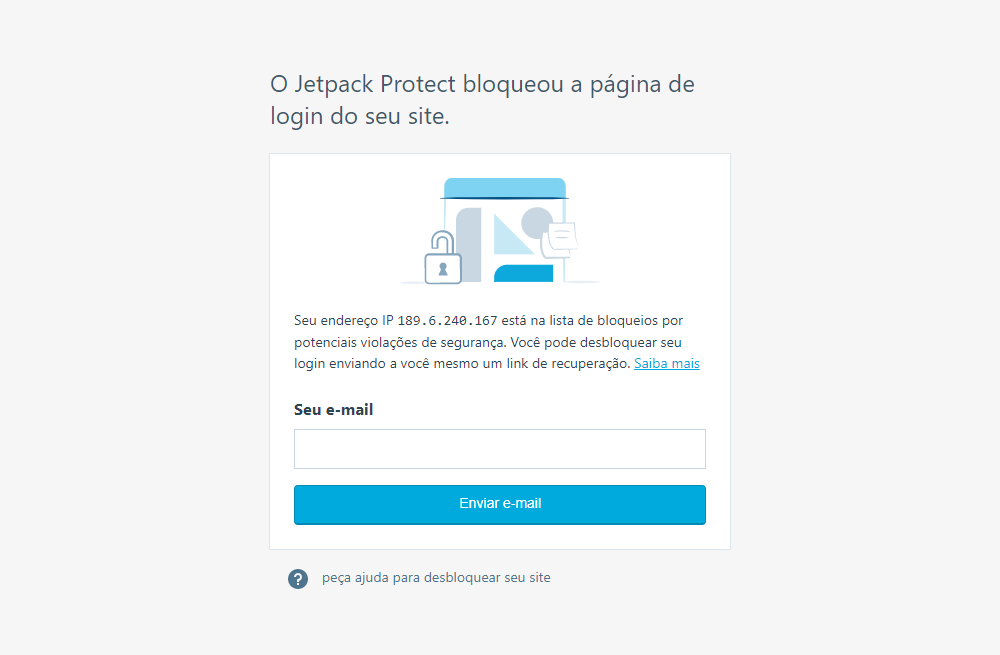 O Jetpack Protect bloqueou a página de
login do seu site.
Seu endereço IP 189.6.240.167 está na lista de bloqueios por
potenciais violações de segurança. Você pode desbloquear seu
login enviando a você mesmo um link de recuperação. Saiba mais
Seu e-mail
Enviar e-mail
? peça ajuda para desbloquear seu site